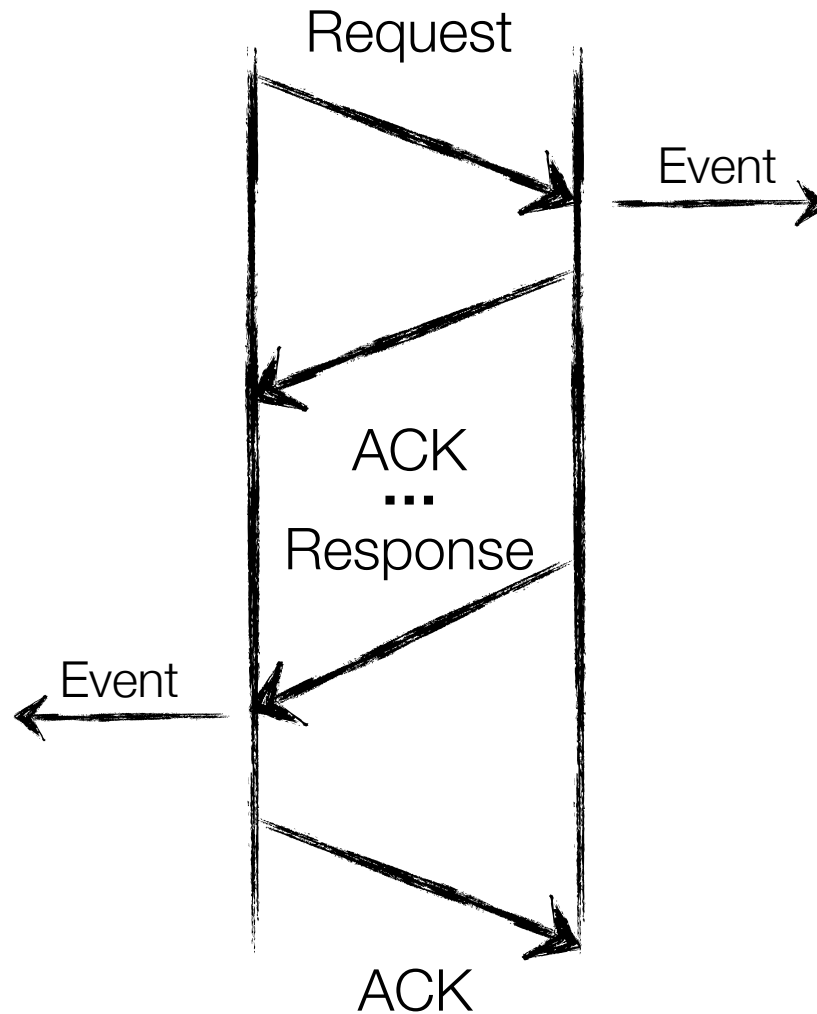 Request
Event
ACK
...
Response
Event
ACK